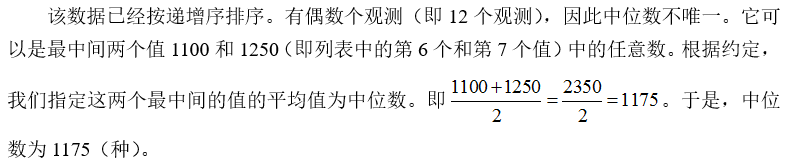 该数据已经按递增序排序。有偶数个观测（即 12 个观测），因此中位数不唯一。它可
以是最中间两个值 1100 和 1250（即列表中的第 6 个和第 7 个值）中的任意数。根据约定，
我们指定这两个最中间的值的平均值为中位数。即 \frac{1100+1250}{2}=\frac{2350}{2}=1175。于是，中位
数为 1175（种）。